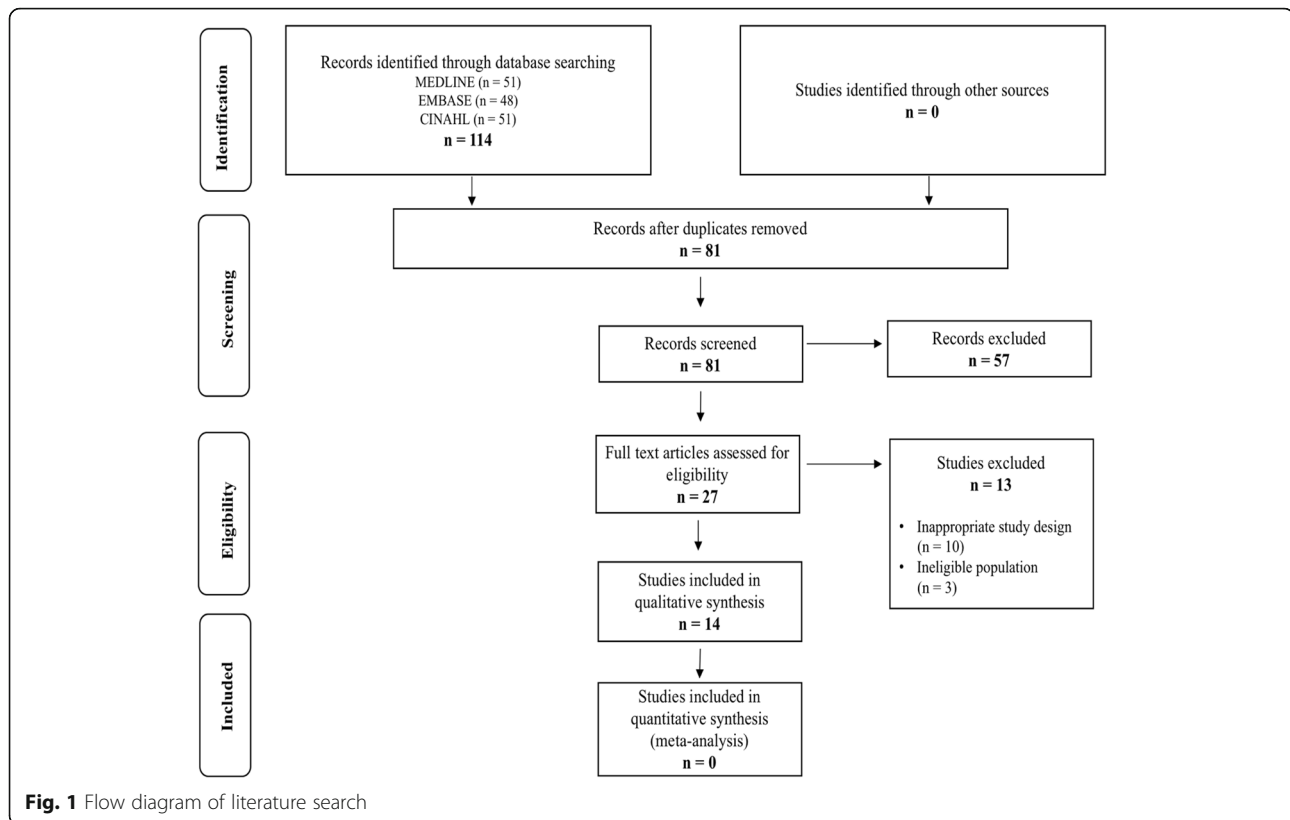 Identification
Records identified through database searching
MEDLINE (n = 51)
EMBASE (n = 48)
CINAHL (n = 51)
n = 114
Studies identified through other sources
n = 0
Screening
Records after duplicates removed
n = 81
Records screened
n = 81
Records excluded
n = 57
Eligibility
Full text articles assessed for
eligibility
n = 27
Studies excluded
n = 13
• Inappropriate study design
(n = 10)
• Ineligible population
(n = 3)
Studies included in
qualitative synthesis
n = 14
Included
Studies included in
quantitative synthesis
(meta-analysis)
n = 0
Fig. 1 Flow diagram of literature search